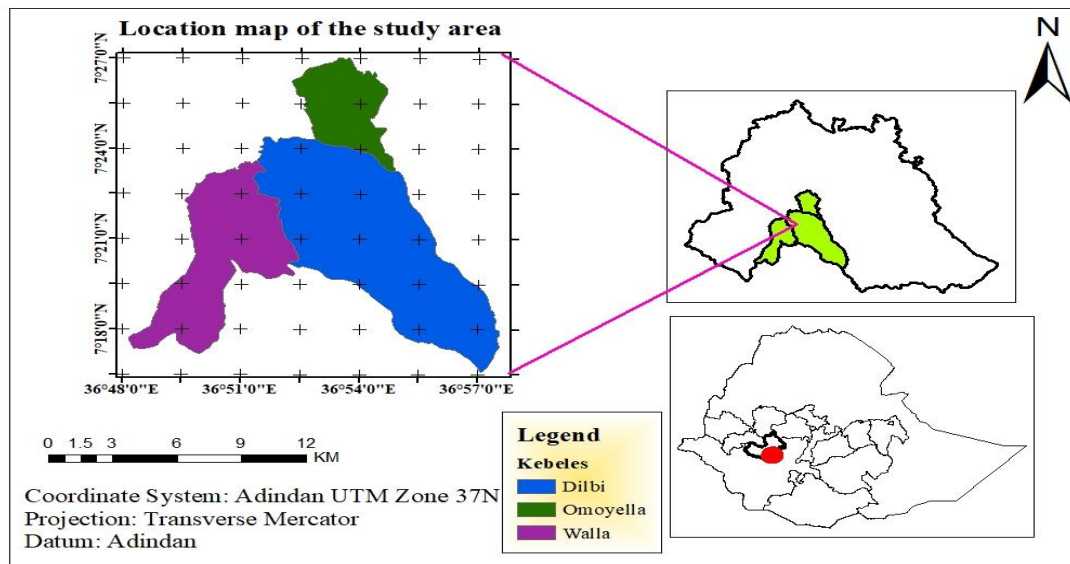 Location map of the study area
N
7°27'0"N
7°24'0"N
7°21'0"N
7°18'0"N
36°48'0"E
36°51'0"E
36°54'0"E
36°57'0"E
0 1.5 3 6 9 12
KM
Coordinate System: Adindan UTM Zone 37N
Projection: Transverse Mercator
Datum: Adindan
Legend
Kebeles
Dilbi
Omoyella
Walla